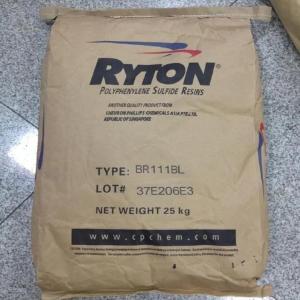 RYTON®
POLYPHENYLENE SULFIDE RESINS
ANOTHER QUALITY PRODUCT FROM
CHEVRON PHILLIPS CHEMICALS ASIA PTE. LTD.
REPUBLIC OF SINGAPORE
TYPE: BR111BL
LOT# 37E206E3
NET WEIGHT 25 kg
www.cpchem.com